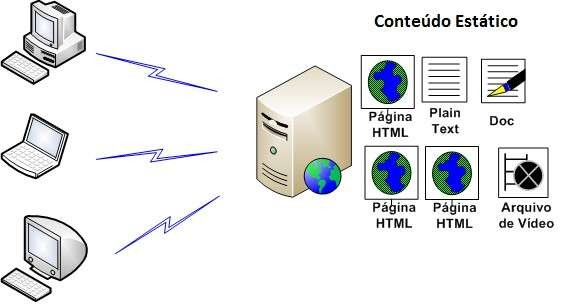 Conteúdo Estático
Página
HTML
Plain
Text
Doc
Página
HTML
Página
HTML
Arquivo
de Vídeo